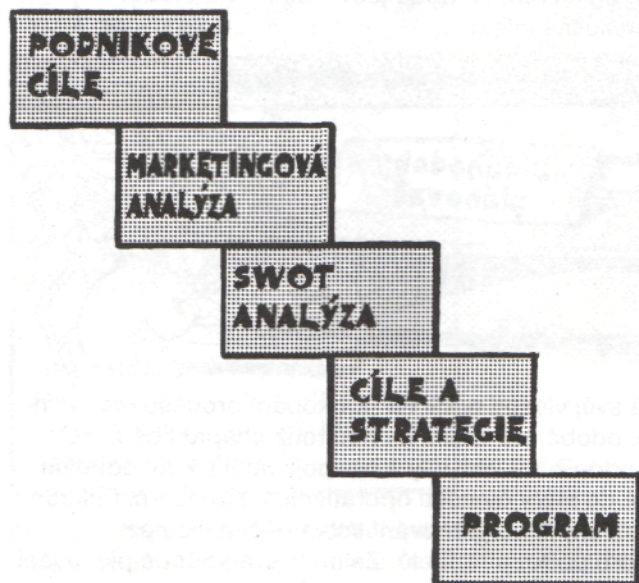 PODNIKOVÉ
CÍLE
MARKETINGOVÁ
ANALÝZA
SWOT
ANALÝZA
CÍLE A
STRATEGIE
PROGRAM